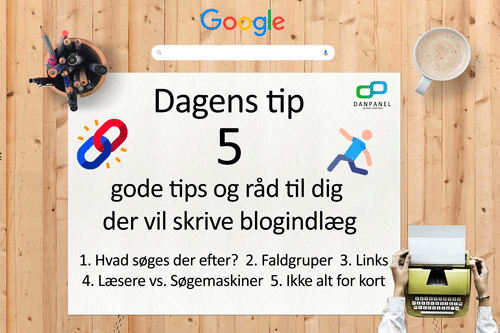 Google
Dagens tip
DANPANEL
5
gode tips og råd til dig
der vil skrive blogindlæg
1. Hvad søges der efter? 2. Faldgruper 3. Links
4. Læsere vs. Søgemaskiner 5. Ikke alt for kort